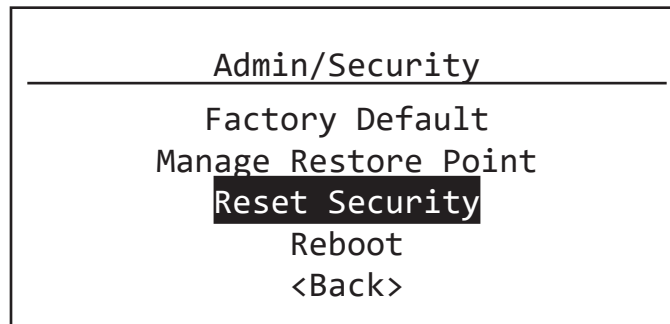 Admin/Security
Factory Default
Manage Restore Point
Reset Security
Reboot
<Back>